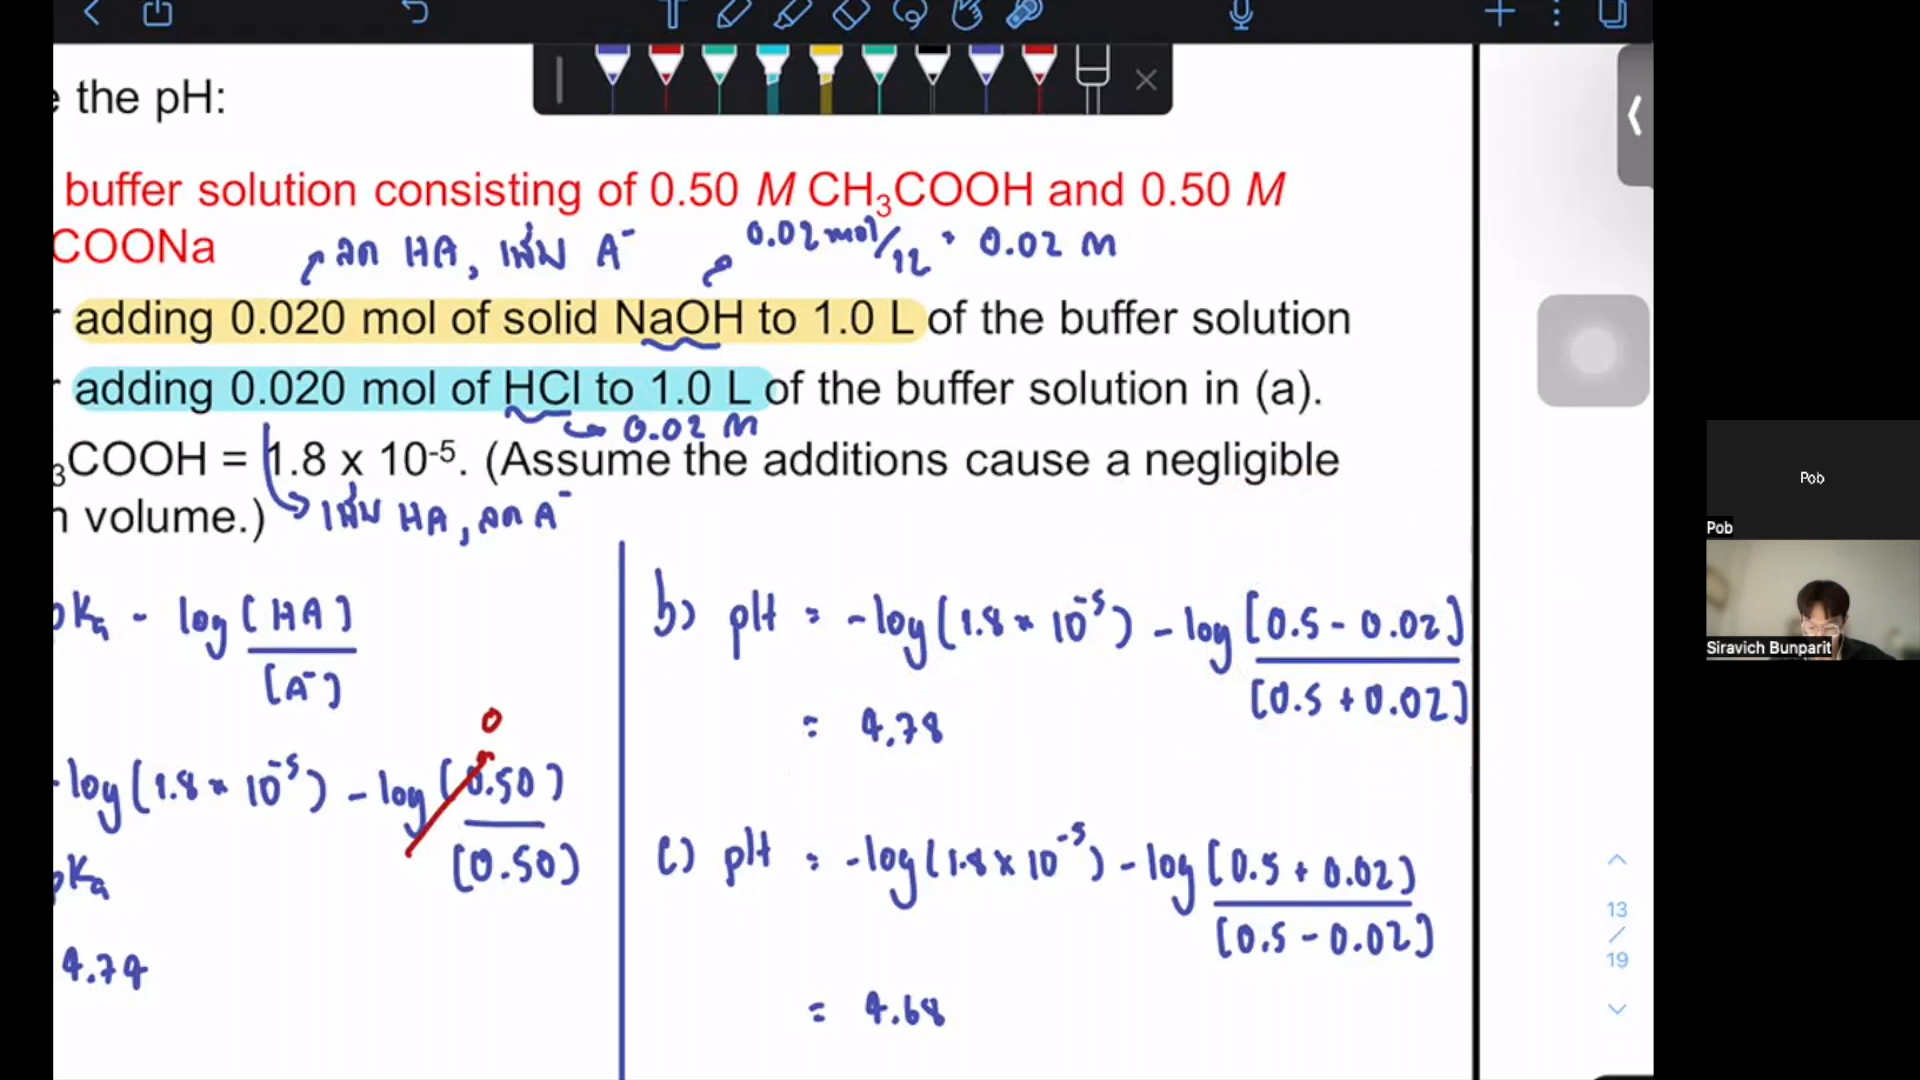 e the pH:
buffer solution consisting of 0.50 M CH₃COOH and 0.50 M
COONa
ลด HA, เพิ่ม A⁻
0.02 mol/1L = 0.02 M
r adding 0.020 mol of solid NaOH to 1.0 L of the buffer solution
r adding 0.020 mol of HCl to 1.0 L of the buffer solution in (a).
0.02 M
₃COOH = 1.8 x 10⁻⁵. (Assume the additions cause a negligible
n volume.)
เพิ่ม HA, ลด A⁻
pKa - log [HA]
[A⁻]
0
-log(1.8 × 10⁻⁵) - log (0.50)
(0.50)
pKa
4.74
b) pH = -log(1.8 × 10⁻⁵) - log [0.5 - 0.02]
[0.5 + 0.02]
= 4.78
c) pH = -log(1.8 × 10⁻⁵) - log [0.5 + 0.02]
[0.5 - 0.02]
= 4.68
13
/
19
Pob
Pob
Siravich Bunparit